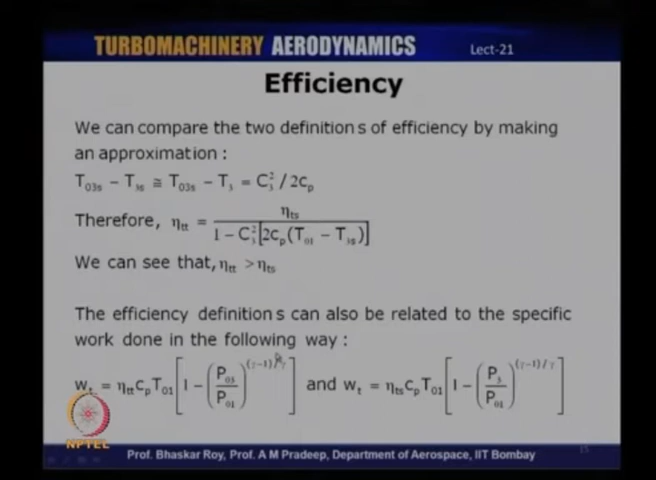 TURBOMACHINERY AERODYNAMICS Lect-21
Efficiency
We can compare the two definitions of efficiency by making
an approximation :
T₀₃ₛ − T₃ₛ ≅ T₀₃ₛ − T₃ = C₃² / 2cₚ
Therefore, ηₜₜ = ηₜₛ / 1 − C₃²[2cₚ(T₀₁ − T₃ₛ)]
We can see that, ηₜₜ > ηₜₛ
The efficiency definitions can also be related to the specific
work done in the following way :
wₜ = ηₜₜcₚT₀₁[1 − (P₀₃/P₀₁)^(γ−1)/γ] and wₜ = ηₜₛcₚT₀₁[1 − (P₃/P₀₁)^(γ−1)/γ]
NPTEL
Prof. Bhaskar Roy, Prof. A M Pradeep, Department of Aerospace, IIT Bombay
15